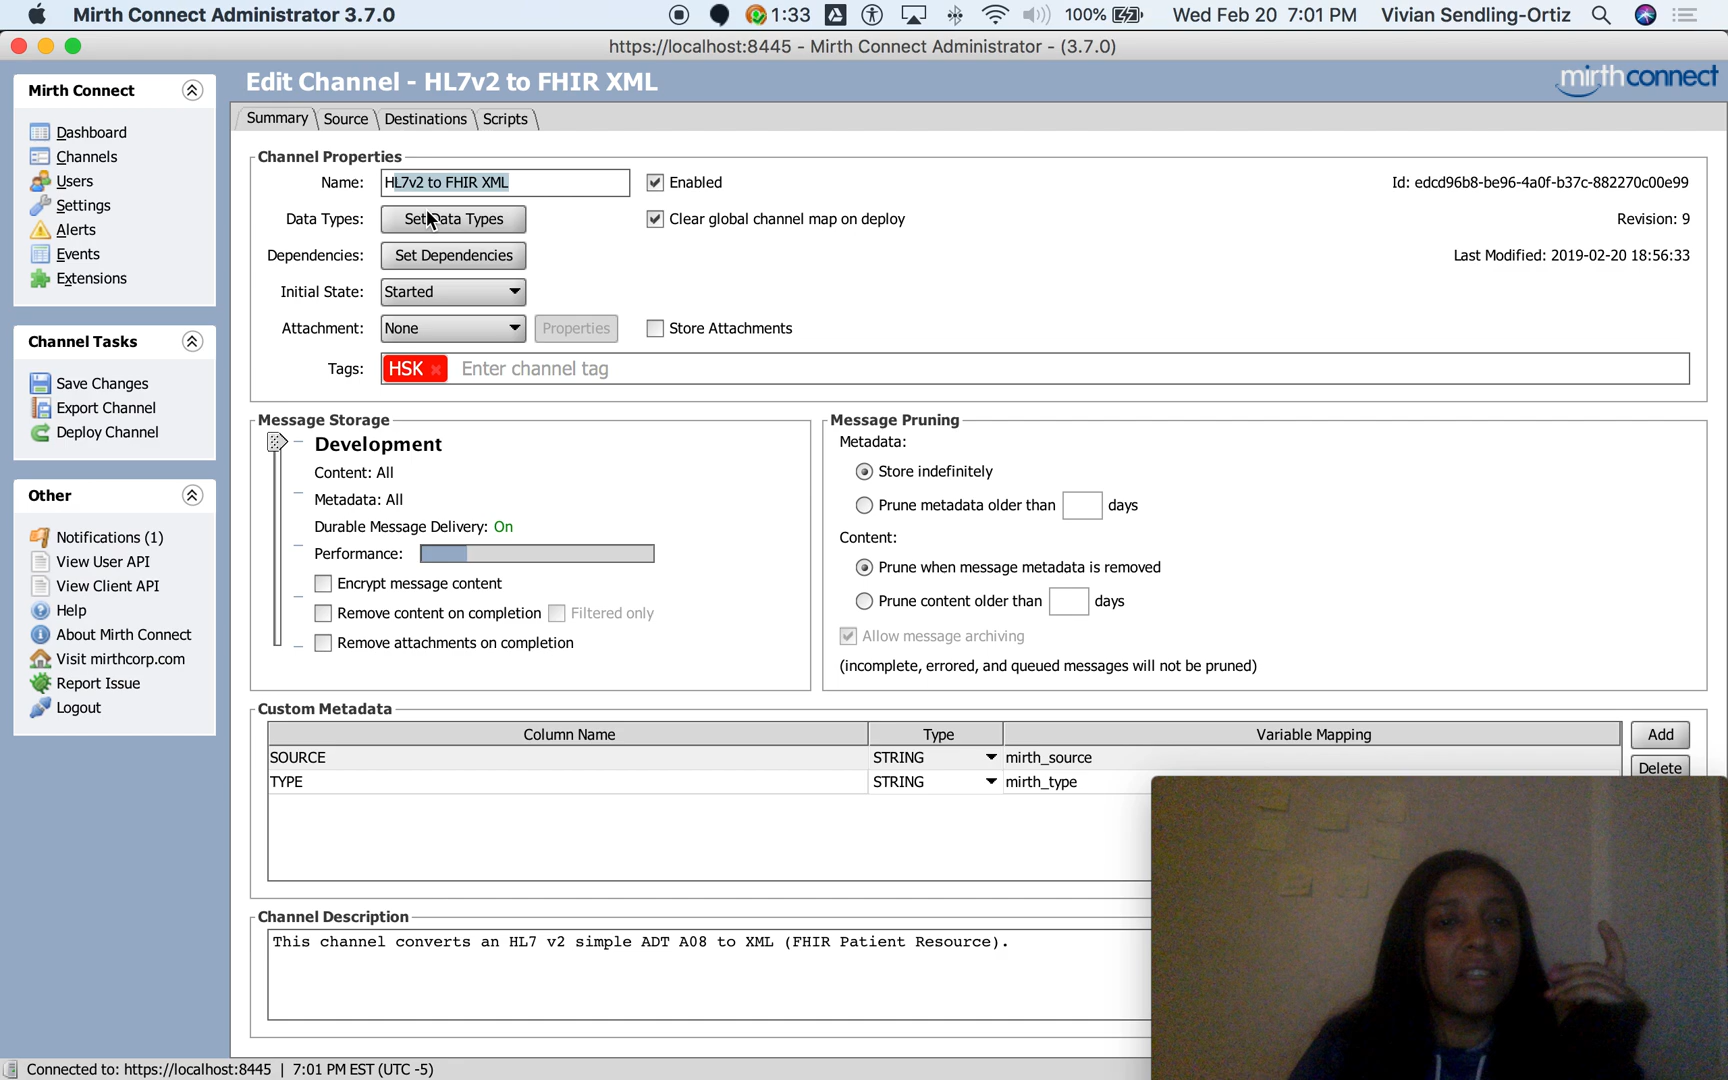 Mirth Connect Administrator 3.7.0
1:33
100%
Wed Feb 20 7:01 PM
Vivian Sendling-Ortiz
https://localhost:8445 - Mirth Connect Administrator - (3.7.0)
Mirth Connect
Dashboard
Channels
Users
Settings
Alerts
Events
Extensions
Channel Tasks
Save Changes
Export Channel
Deploy Channel
Other
Notifications (1)
View User API
View Client API
Help
About Mirth Connect
Visit mirthcorp.com
Report Issue
Logout
Edit Channel - HL7v2 to FHIR XML
mirthconnect
Summary Source Destinations Scripts
Channel Properties
Name: HL7v2 to FHIR XML Enabled Id: edcd96b8-be96-4a0f-b37c-882270c00e99
Data Types: Set Data Types Clear global channel map on deploy Revision: 9
Dependencies: Set Dependencies Last Modified: 2019-02-20 18:56:33
Initial State: Started
Attachment: None Properties Store Attachments
Tags: HSK × Enter channel tag
Message Storage
Development
Content: All
Metadata: All
Durable Message Delivery: On
Performance:
Encrypt message content
Remove content on completion Filtered only
Remove attachments on completion
Message Pruning
Metadata:
Store indefinitely
Prune metadata older than days
Content:
Prune when message metadata is removed
Prune content older than days
Allow message archiving
(incomplete, errored, and queued messages will not be pruned)
Custom Metadata
Column Name Type Variable Mapping Add
SOURCE STRING mirth_source Delete
TYPE STRING mirth_type
Channel Description
This channel converts an HL7 v2 simple ADT A08 to XML (FHIR Patient Resource).
Connected to: https://localhost:8445 | 7:01 PM EST (UTC -5)